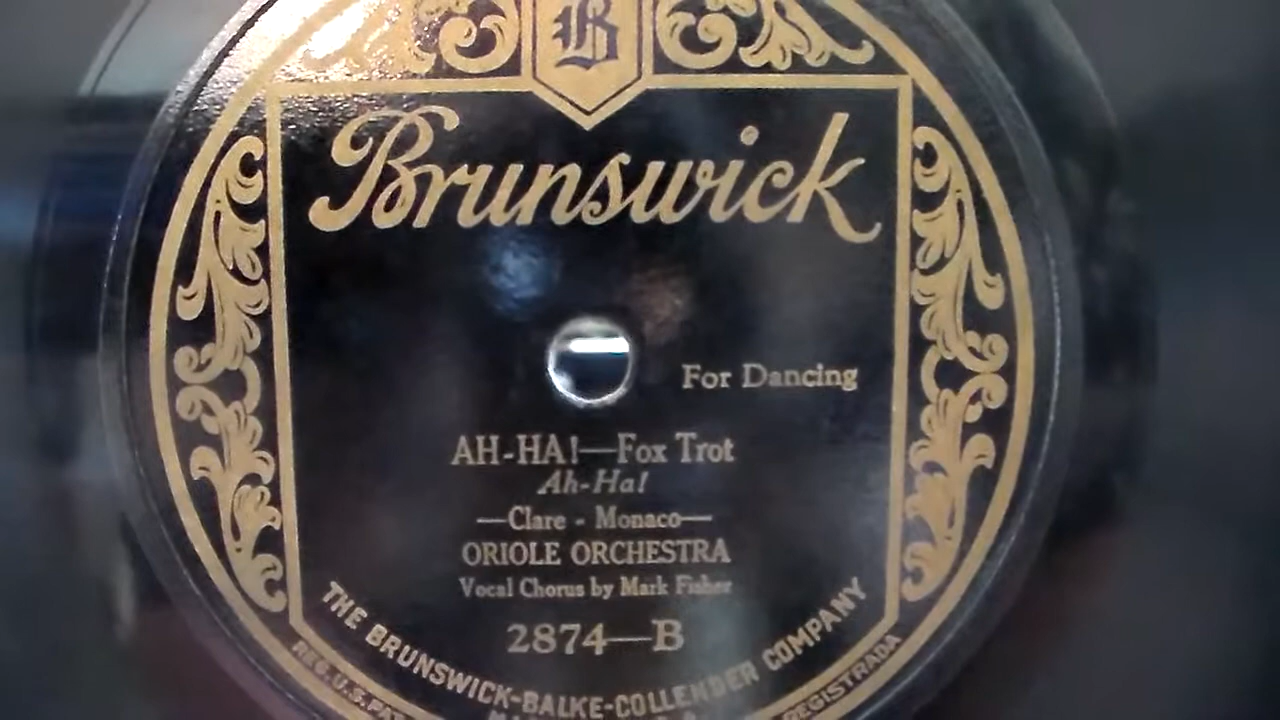 B
Brunswick
For Dancing
AH-HA!—Fox Trot
Ah-Ha!
—Clare - Monaco—
ORIOLE ORCHESTRA
Vocal Chorus by Mark Fisher
2874—B
THE BRUNSWICK-BALKE-COLLENDER COMPANY
REG. U.S. PAT.
REGISTRADA